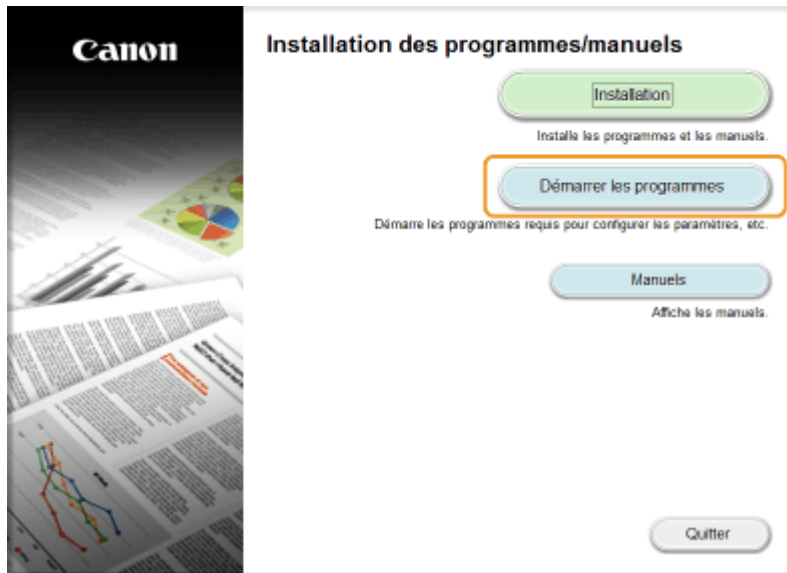 Canon
Installation des programmes/manuels
Installation
Installe les programmes et les manuels.
Démarrer les programmes
Démarre les programmes requis pour configurer les paramètres, etc.
Manuels
Affiche les manuels.
Quitter